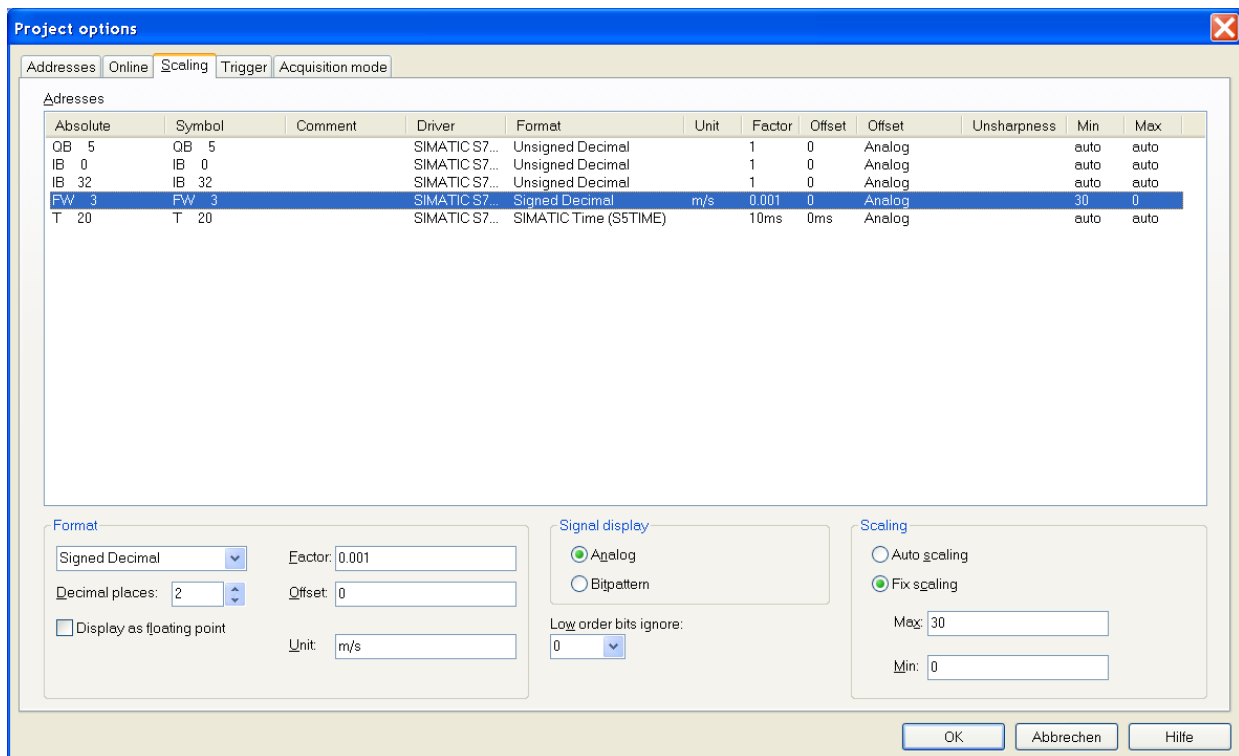 Project options
Addresses Online Scaling Trigger Acquisition mode
Adresses
Absolute Symbol Comment Driver Format Unit Factor Offset Offset Unsharpness Min Max
QB 5 QB 5 SIMATIC S7... Unsigned Decimal 1 0 Analog auto auto
IB 0 IB 0 SIMATIC S7... Unsigned Decimal 1 0 Analog auto auto
IB 32 IB 32 SIMATIC S7... Unsigned Decimal 1 0 Analog auto auto
FW 3 FW 3 SIMATIC S7... Signed Decimal m/s 0.001 0 Analog 30 0
T 20 T 20 SIMATIC S7... SIMATIC Time (S5TIME) 10ms 0ms Analog auto auto
Format
Signed Decimal Factor: 0.001
Decimal places: 2 Offset: 0
Display as floating point
Unit: m/s
Signal display
Analog
Bitpattern
Low order bits ignore:
0
Scaling
Auto scaling
Fix scaling
Max: 30
Min: 0
OK Abbrechen Hilfe